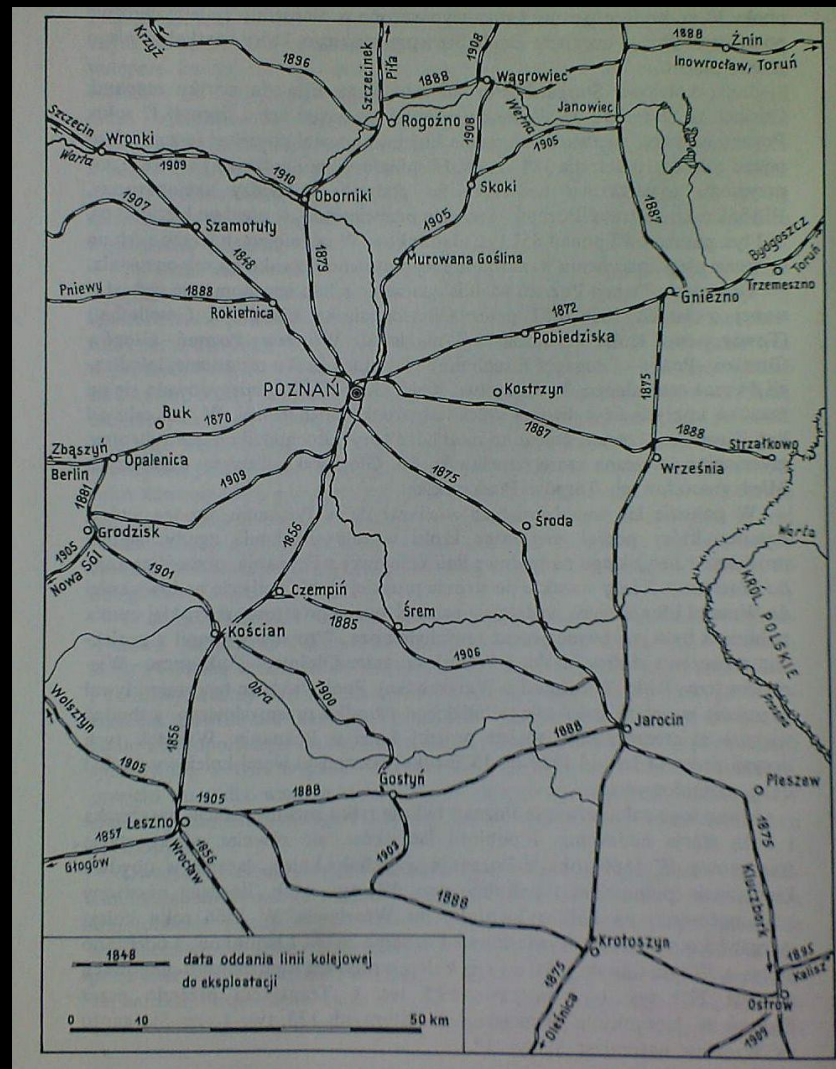 Krzyż
1896
Szczecinek
Piła
1908
1888
Żnin
Inowrocław, Toruń
1888
Wągrowiec
Rogoźno
Wełna
Janowiec
1908
1905
Szczecin
Wronki
Warta
1909
1910
Oborniki
Skoki
1907
Szamotuły
1848
1879
1905
1887
Murowana Goślina
Bydgoszcz
Toruń
Trzemeszno
Gniezno
Pniewy
1888
Rokietnica
1872
Pobiedziska
POZNAŃ
Kostrzyn
1875
Buk
1870
1887
1888
Strzałkowo
Zbąszyń
Berlin
Opalenica
Września
1881
1909
1875
Grodzisk
1856
Środa
Warta
1905
Nowa Sól
1901
KRÓL. POLSKIE
Czempiń
1885
Śrem
Kościan
1906
Prosna
Obra
1900
Wolsztyn
1856
1888
Jarocin
1905
Gostyń
Pleszew
1905
1888
Leszno
1875
1857
Głogów
1856
Wrocław
1903
Kluczbork
1888
Krotoszyn
1895
Kalisz
1875
Oleśnica
Ostrów
1909
1848 data oddania linii kolejowej
do eksploatacji
0 40 50 km